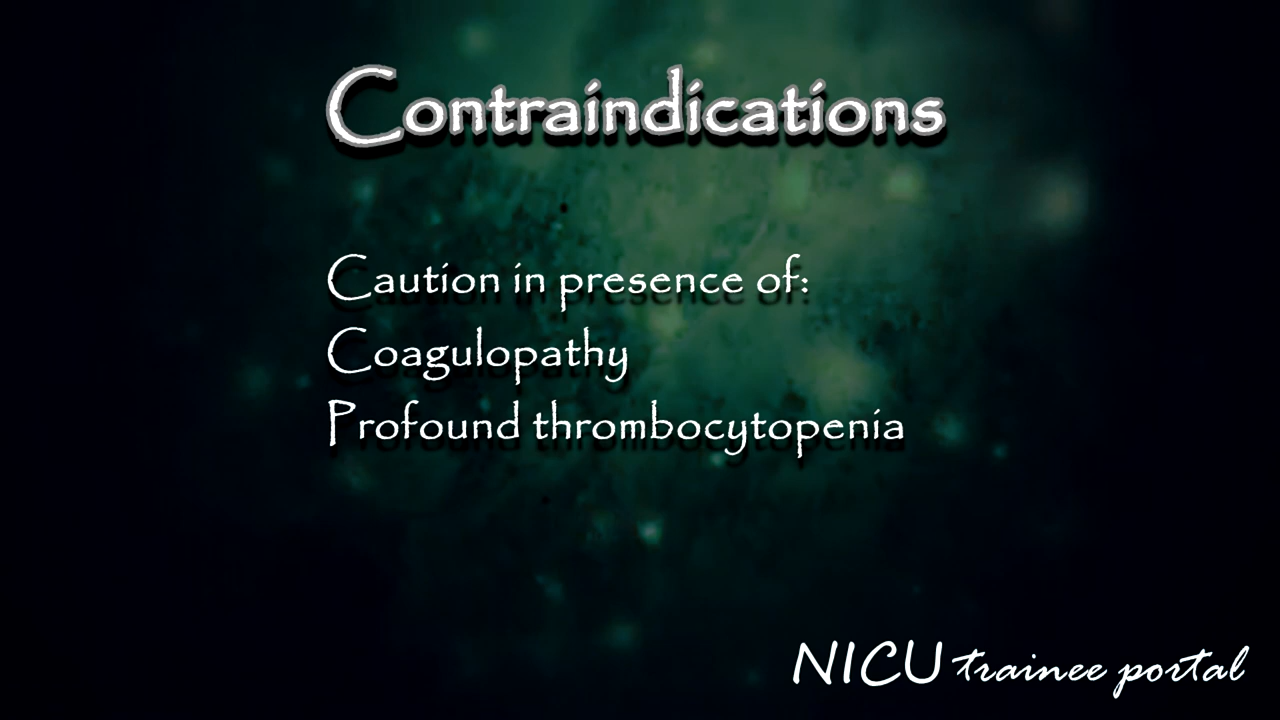 Contraindications
Caution in presence of:
Coagulopathy
Profound thrombocytopenia
NICU trainee portal